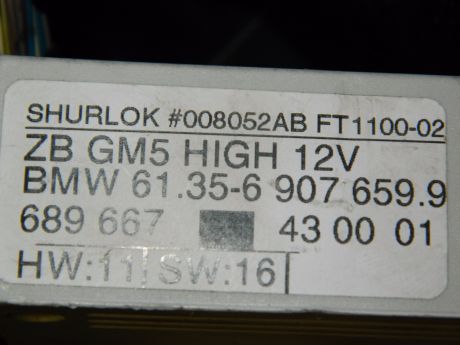 SHURLOK #008052AB FT1100-02
ZB GM5 HIGH 12V
BMW 61.35-6 907 659.9
689 667 43 00 01
HW:11 SW:16